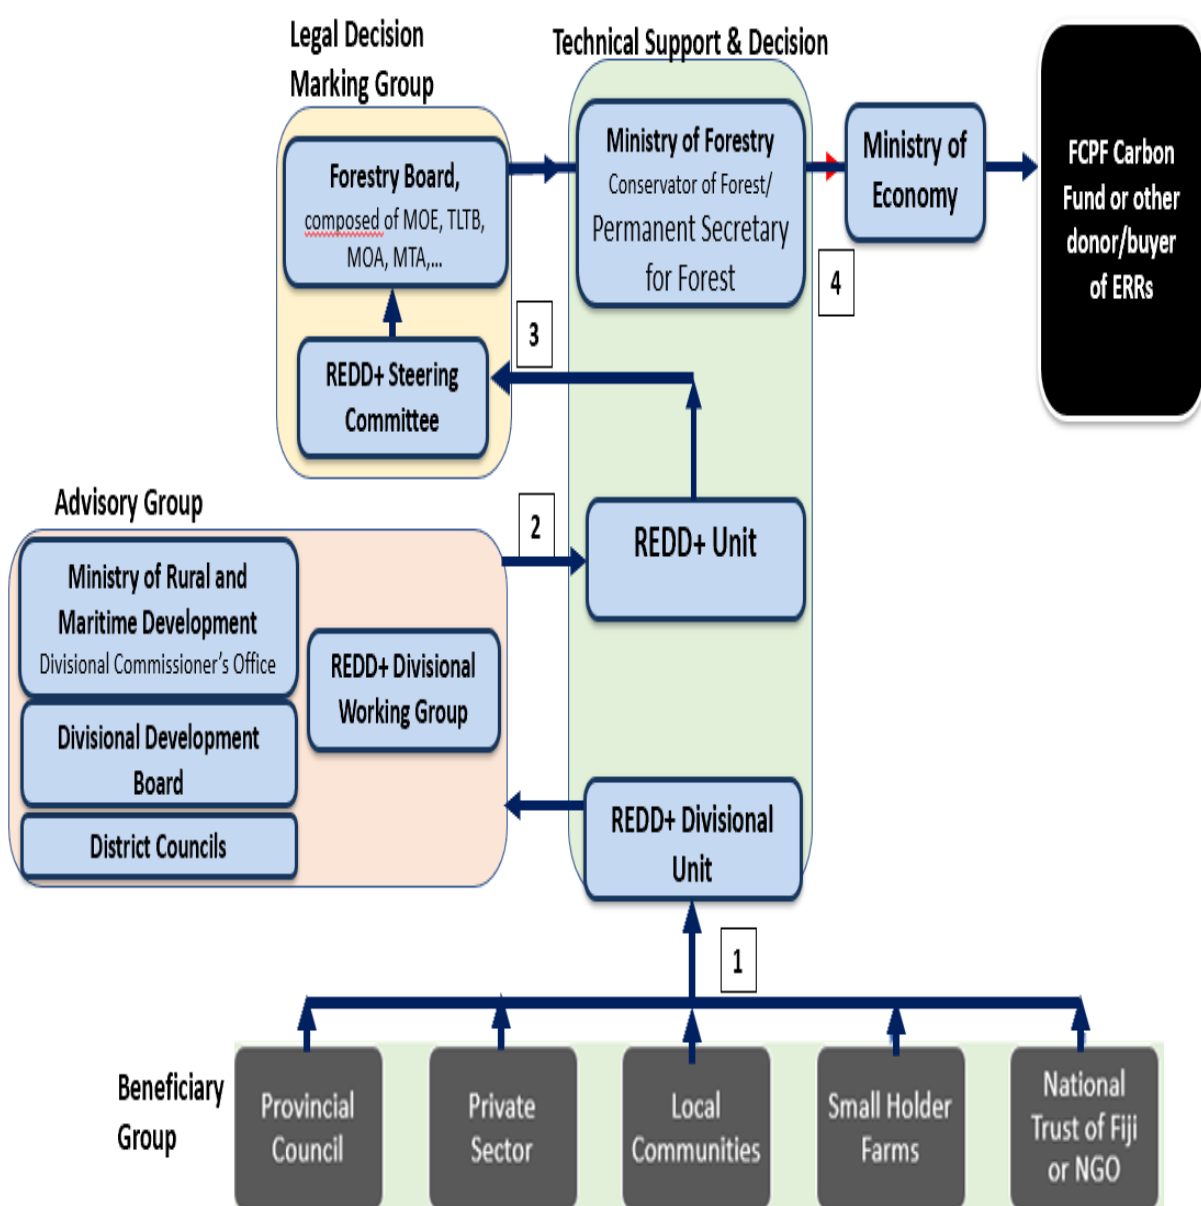 Legal Decision
Marking Group
Technical Support & Decision
Forestry Board,
composed of MOE, TLTB,
MOA, MTA,...
Ministry of Forestry
Conservator of Forest/
Permanent Secretary
for Forest
Ministry of
Economy
FCPF Carbon
Fund or other
donor/buyer
of ERRs
4
3
REDD+ Steering
Committee
Advisory Group
2
Ministry of Rural and
Maritime Development
Divisional Commissioner's Office
REDD+ Divisional
Working Group
Divisional Development
Board
District Councils
REDD+ Unit
REDD+ Divisional
Unit
1
Beneficiary
Group
Provincial
Council
Private
Sector
Local
Communities
Small Holder
Farms
National
Trust of Fiji
or NGO